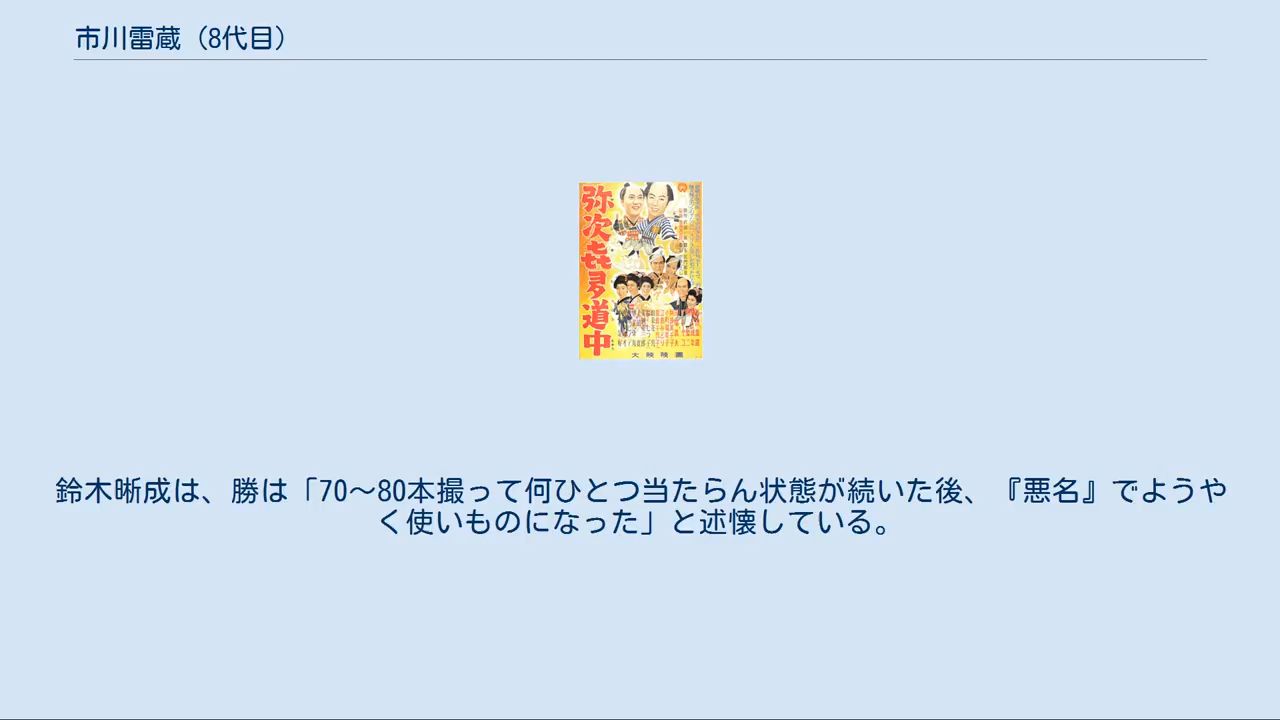 市川雷蔵（8代目）
弥次喜多道中
大映映画
鈴木晰成は、勝は「70〜80本撮って何ひとつ当たらん状態が続いた後、『悪名』でようや
く使いものになった」と述懐している。